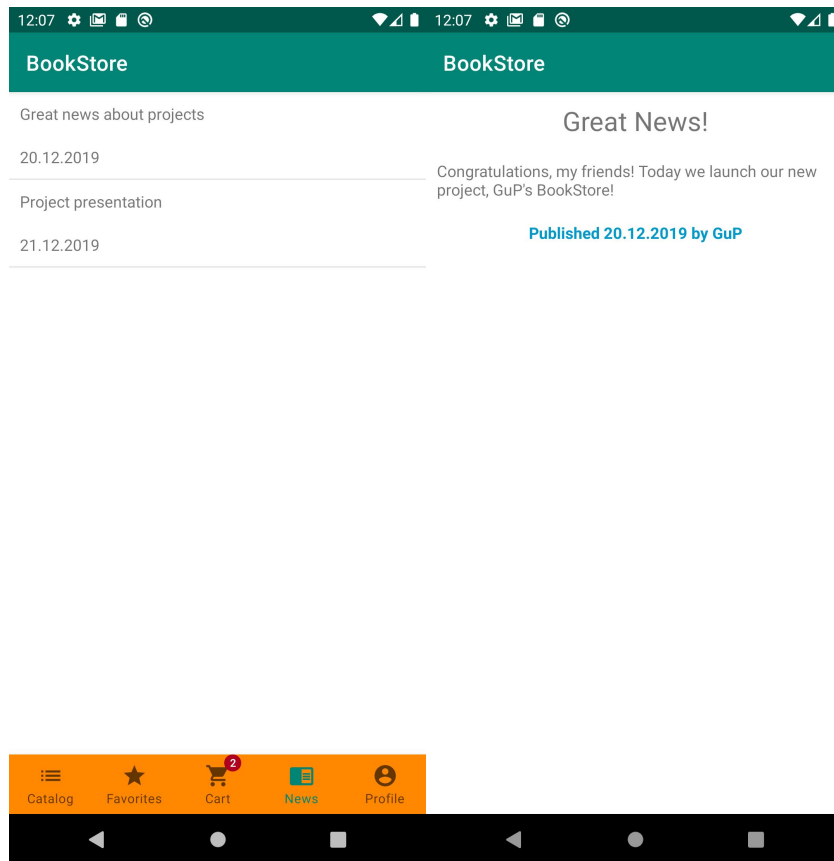 12:07
BookStore
Great news about projects
20.12.2019
Project presentation
21.12.2019
2
Catalog
Favorites
Cart
News
Profile
12:07
BookStore
Great News!
Congratulations, my friends! Today we launch our new
project, GuP's BookStore!
Published 20.12.2019 by GuP